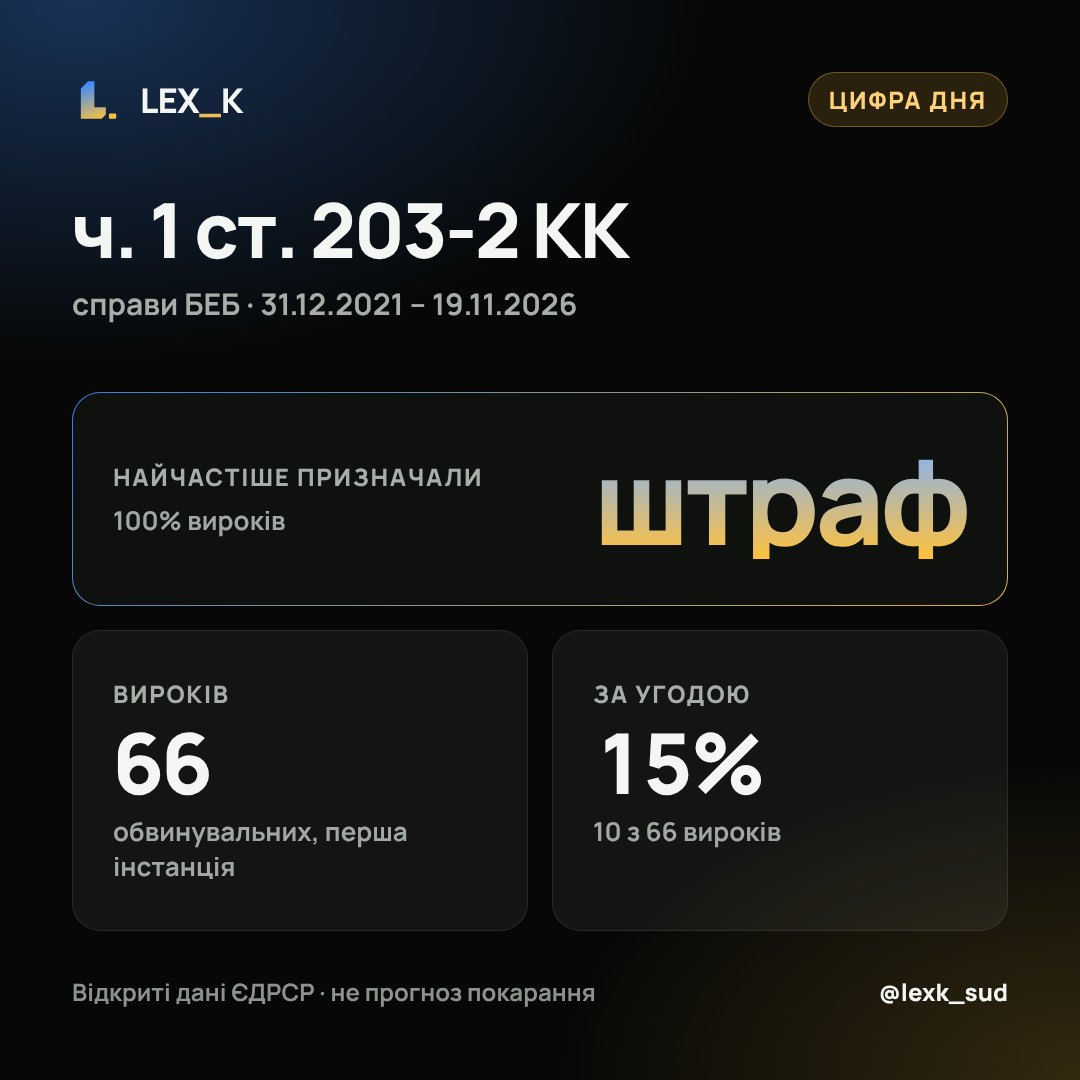 LEX_K
ЦИФРА ДНЯ
ч. 1 ст. 203-2 КК
справи БЕБ · 31.12.2021 – 19.11.2026
НАЙЧАСТІШЕ ПРИЗНАЧАЛИ
100% вироків
штраф
ВИРОКІВ
66
обвинувальних, перша
інстанція
ЗА УГОДОЮ
15%
10 з 66 вироків
Відкриті дані ЄДРСР · не прогноз покарання
@lexk_sud